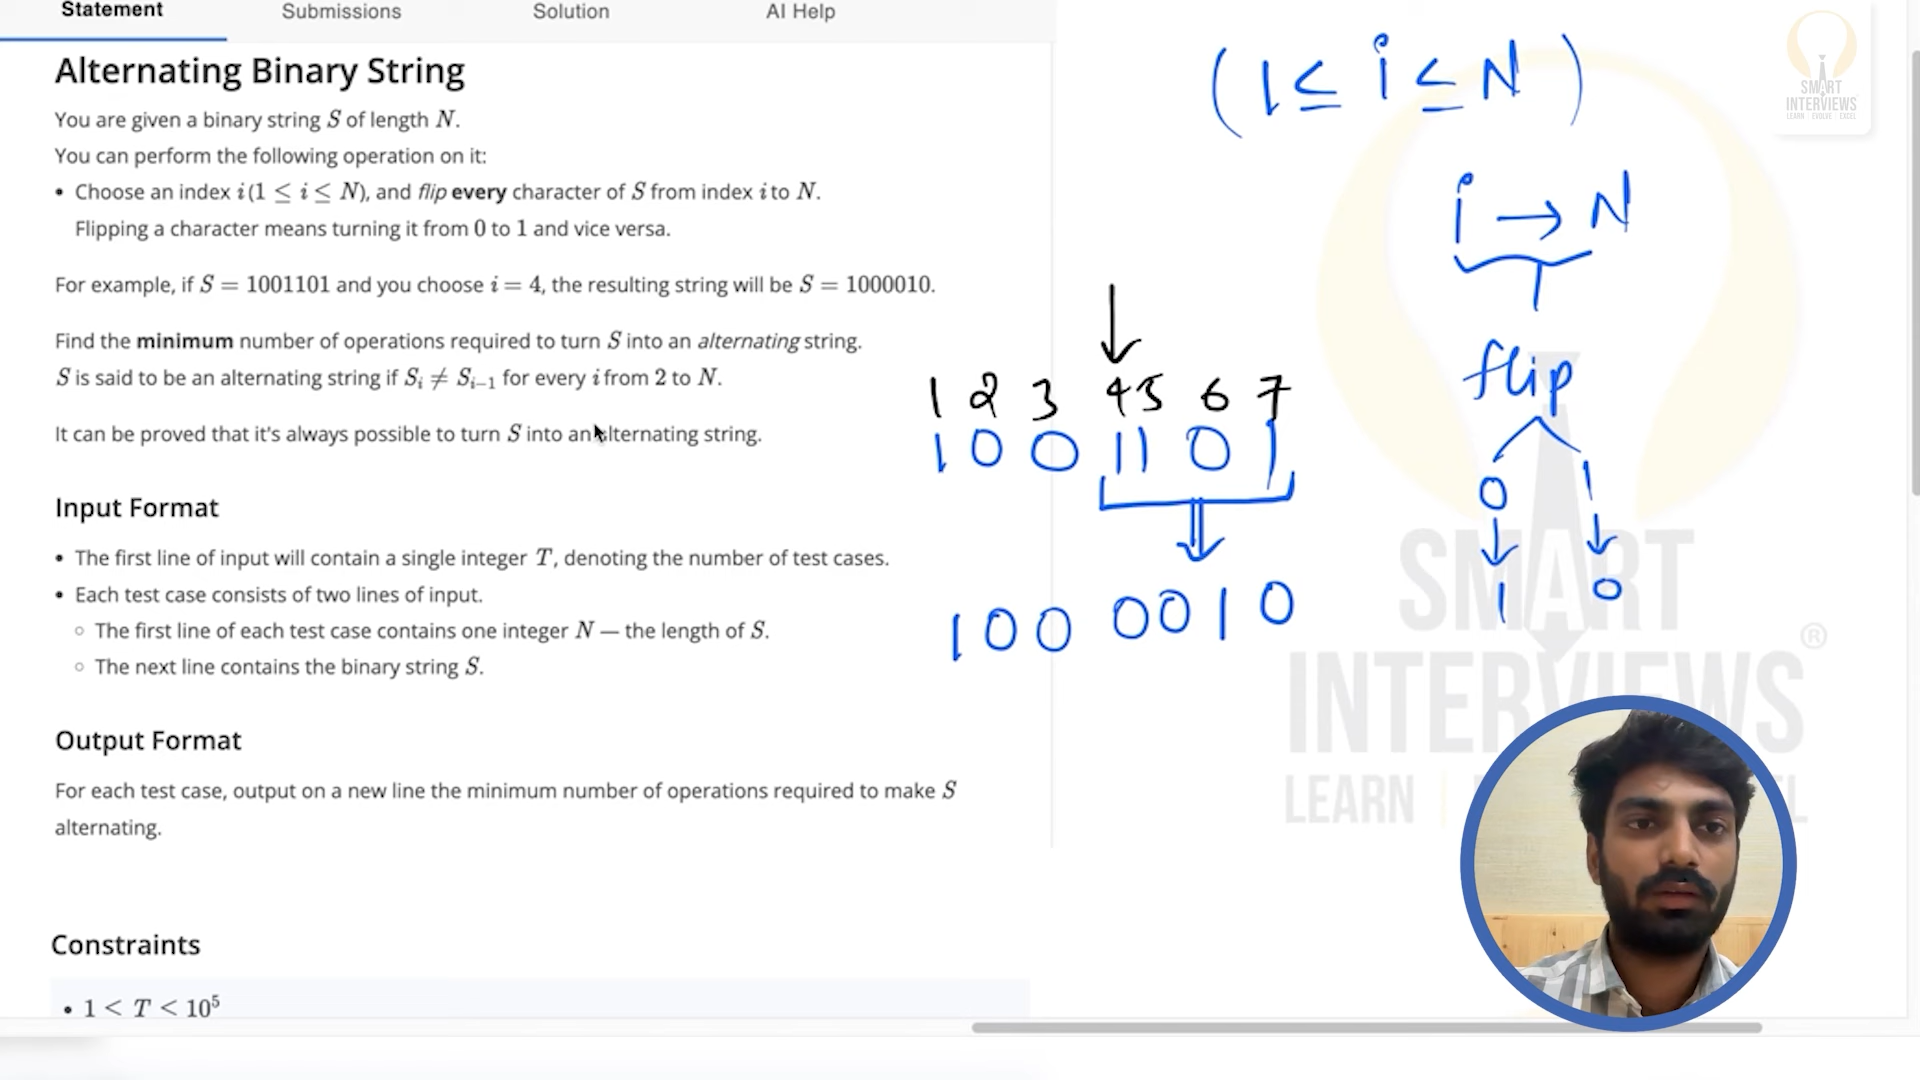 Statement
Submissions
Solution
AI Help
Alternating Binary String
You are given a binary string S of length N.
You can perform the following operation on it:
• Choose an index i(1 ≤ i ≤ N), and flip every character of S from index i to N.
Flipping a character means turning it from 0 to 1 and vice versa.
For example, if S = 1001101 and you choose i = 4, the resulting string will be S = 1000010.
Find the minimum number of operations required to turn S into an alternating string.
S is said to be an alternating string if Sᵢ ≠ Sᵢ₋₁ for every i from 2 to N.
It can be proved that it's always possible to turn S into an alternating string.
Input Format
• The first line of input will contain a single integer T, denoting the number of test cases.
• Each test case consists of two lines of input.
○ The first line of each test case contains one integer N — the length of S.
○ The next line contains the binary string S.
Output Format
For each test case, output on a new line the minimum number of operations required to make S
alternating.
Constraints
• 1 < T < 10⁵
(1 ≤ i ≤ N)
i → N
flip
0 1
↓ ↓
1 0
1 2 3 4 5 6 7
1 0 0 1 1 0 1
1 0 0 0 0 1 0
SMART
INTERVIEWS
LEARN | EVOLVE | EXCEL
SMART
INTERVIEWS
®
LEARN